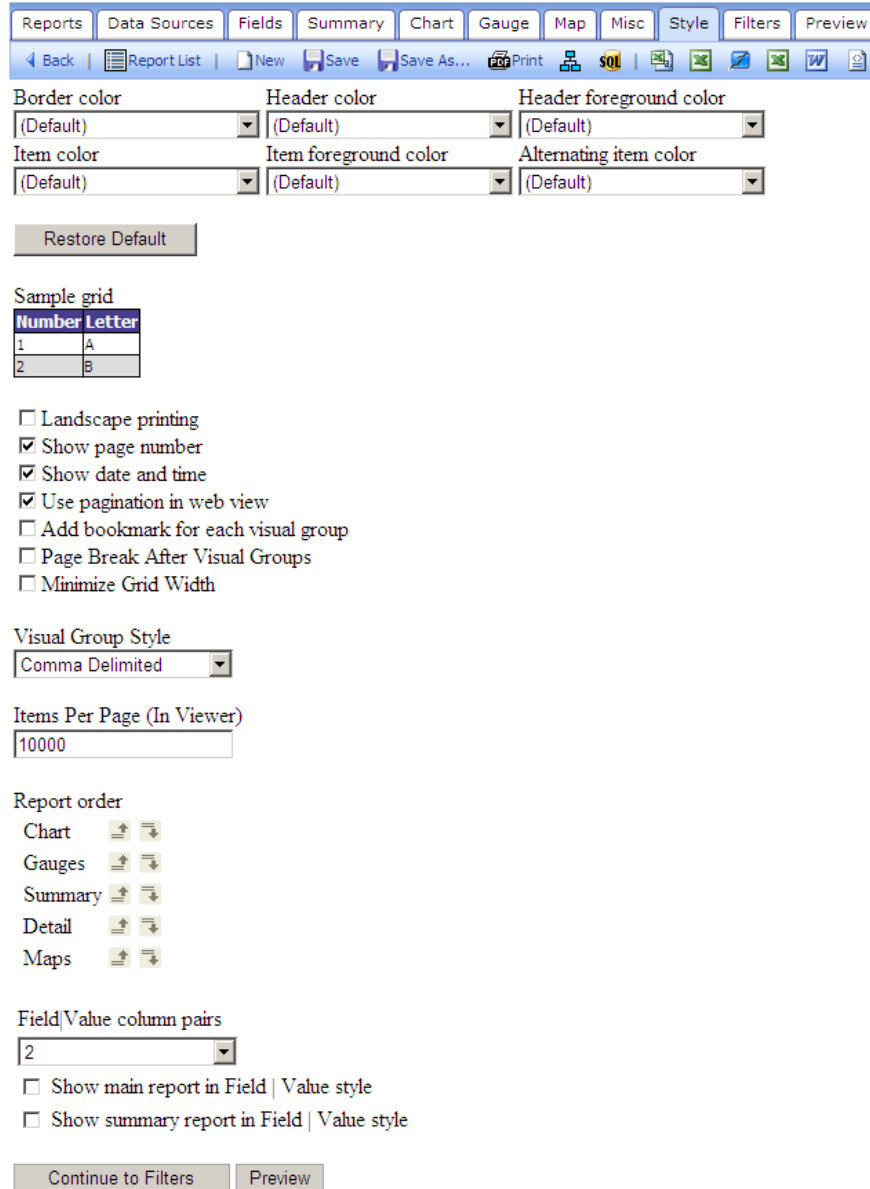 Reports Data Sources Fields Summary Chart Gauge Map Misc Style Filters Preview
Back | Report List | New Save Save As... PDF Print SQL |
Border color Header color Header foreground color
(Default) (Default) (Default)
Item color Item foreground color Alternating item color
(Default) (Default) (Default)
Restore Default
Sample grid
Number Letter
1 A
2 B
Landscape printing
Show page number
Show date and time
Use pagination in web view
Add bookmark for each visual group
Page Break After Visual Groups
Minimize Grid Width
Visual Group Style
Comma Delimited
Items Per Page (In Viewer)
10000
Report order
Chart
Gauges
Summary
Detail
Maps
Field|Value column pairs
2
Show main report in Field | Value style
Show summary report in Field | Value style
Continue to Filters Preview